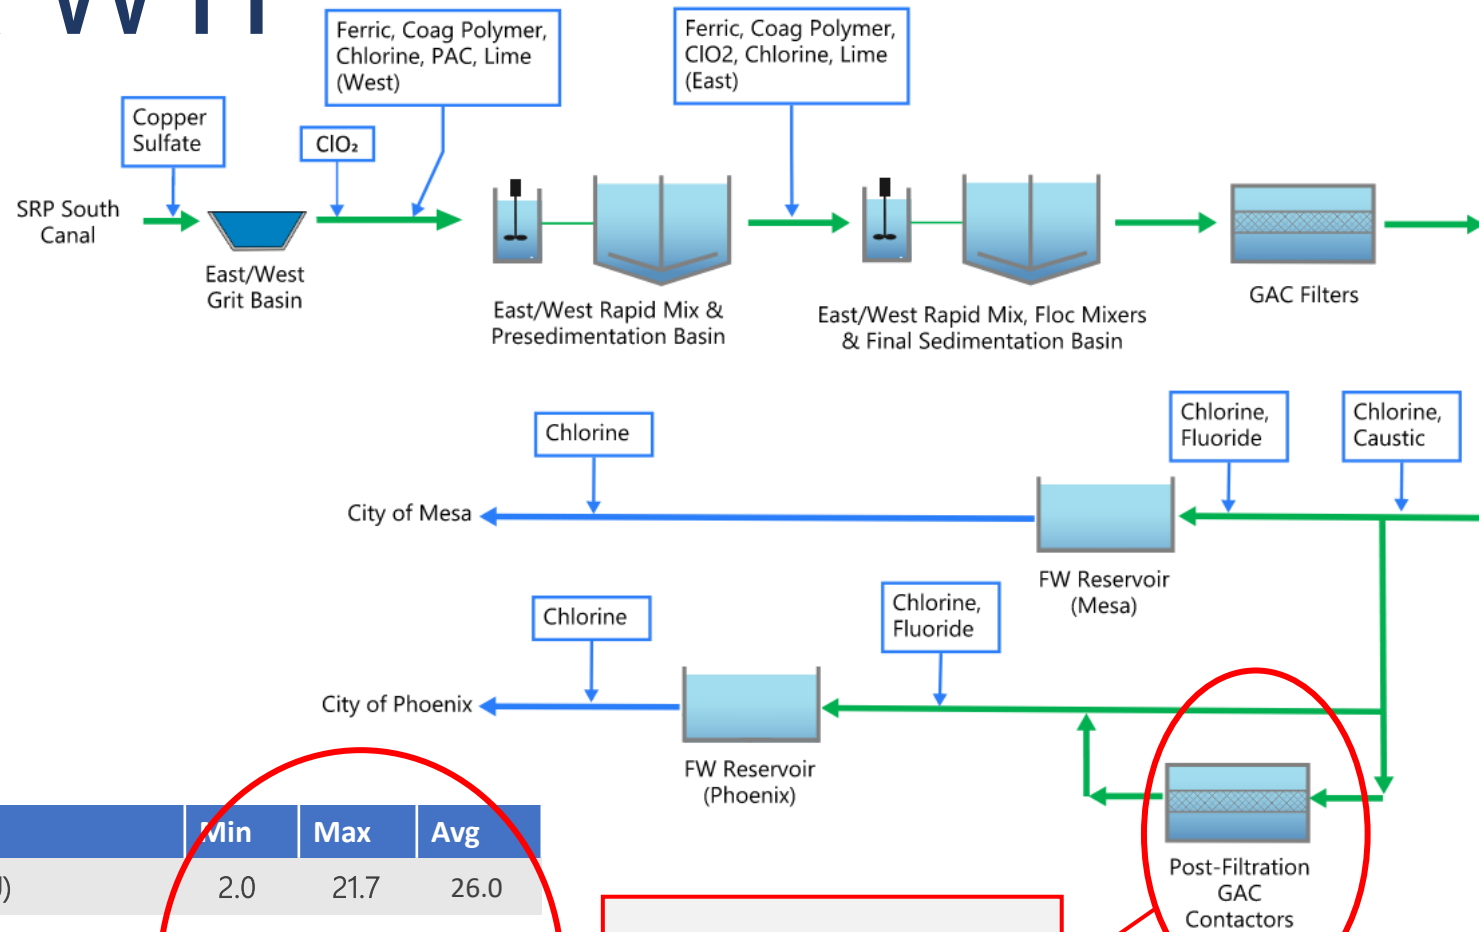 WTP
Ferric, Coag Polymer,
Chlorine, PAC, Lime
(West)
Ferric, Coag Polymer,
ClO2, Chlorine, Lime
(East)
Copper
Sulfate
ClO₂
SRP South
Canal
East/West
Grit Basin
East/West Rapid Mix &
Presedimentation Basin
East/West Rapid Mix, Floc Mixers
& Final Sedimentation Basin
GAC Filters
Chlorine
Chlorine,
Fluoride
Chlorine,
Caustic
City of Mesa
FW Reservoir
(Mesa)
Chlorine
Chlorine,
Fluoride
City of Phoenix
FW Reservoir
(Phoenix)
Post-Filtration
GAC
Contactors
Min Max Avg
2.0 21.7 26.0